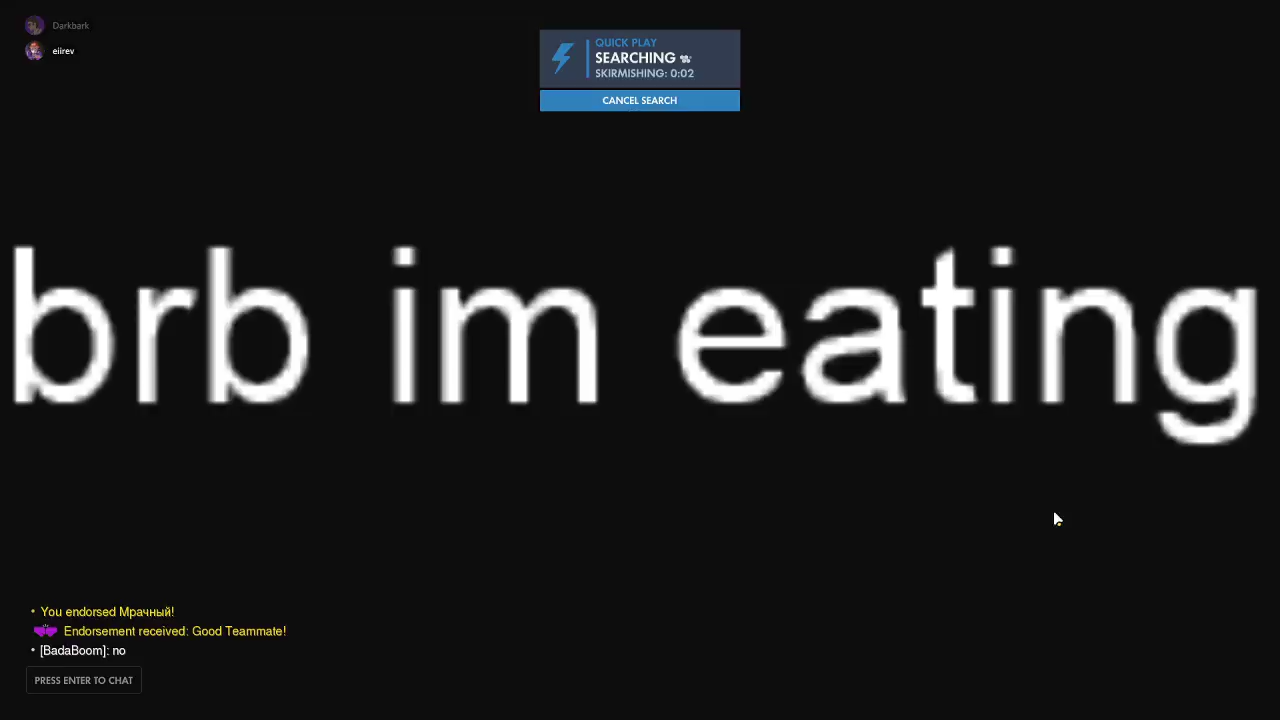 Darkbark
eiirev
QUICK PLAY
SEARCHING
SKIRMISHING: 0:02
CANCEL SEARCH
brb im eating
• You endorsed Мрачный!
Endorsement received: Good Teammate!
• [BadaBoom]: no
PRESS ENTER TO CHAT